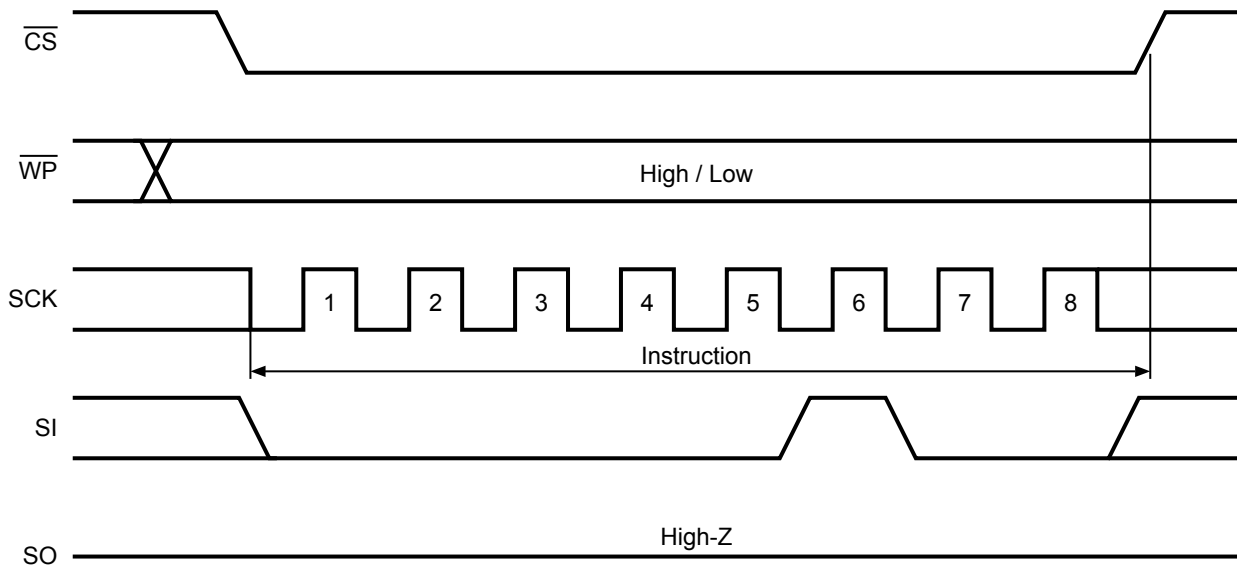 CS
WP
High / Low
SCK
1 2 3 4 5 6 7 8
Instruction
SI
High-Z
SO